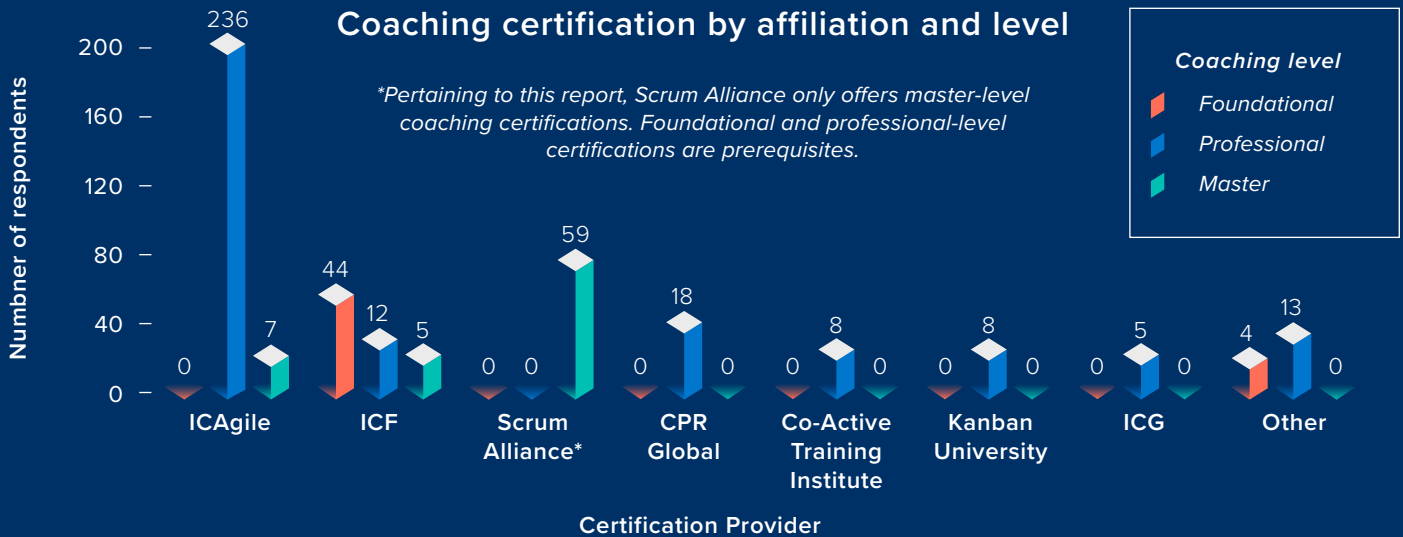 Coaching certification by affiliation and level
*Pertaining to this report, Scrum Alliance only offers master-level
coaching certifications. Foundational and professional-level
certifications are prerequisites.
Coaching level
Foundational
Professional
Master
Numbner of respondents
200
160
120
80
40
0
0
236
7
44
12
5
0
0
59
0
18
0
0
8
0
0
8
0
0
5
0
4
13
0
ICAgile
ICF
Scrum
Alliance*
CPR
Global
Co-Active
Training
Institute
Kanban
University
ICG
Other
Certification Provider